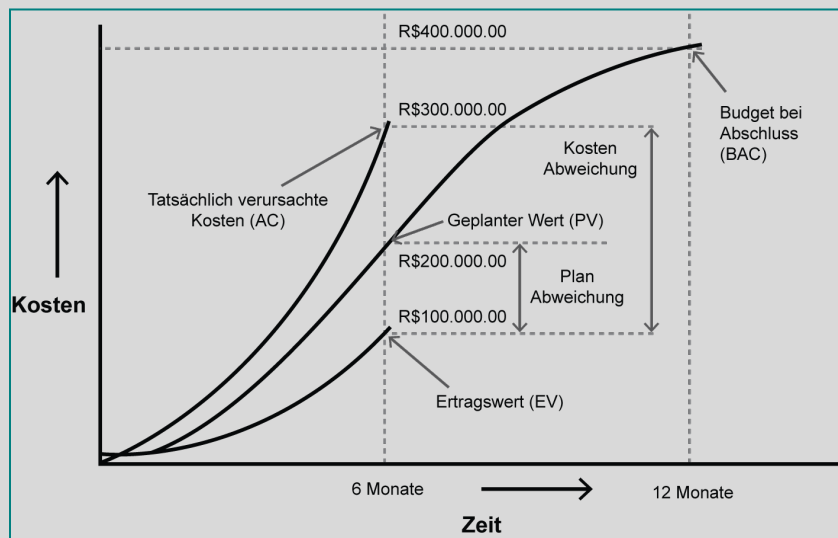 R$400.000.00
R$300.000.00
Budget bei
Abschluss
(BAC)
Kosten
Abweichung
Tatsächlich verursachte
Kosten (AC)
Geplanter Wert (PV)
R$200.000.00
Plan
Abweichung
Kosten
R$100.000.00
Ertragswert (EV)
6 Monate
12 Monate
Zeit